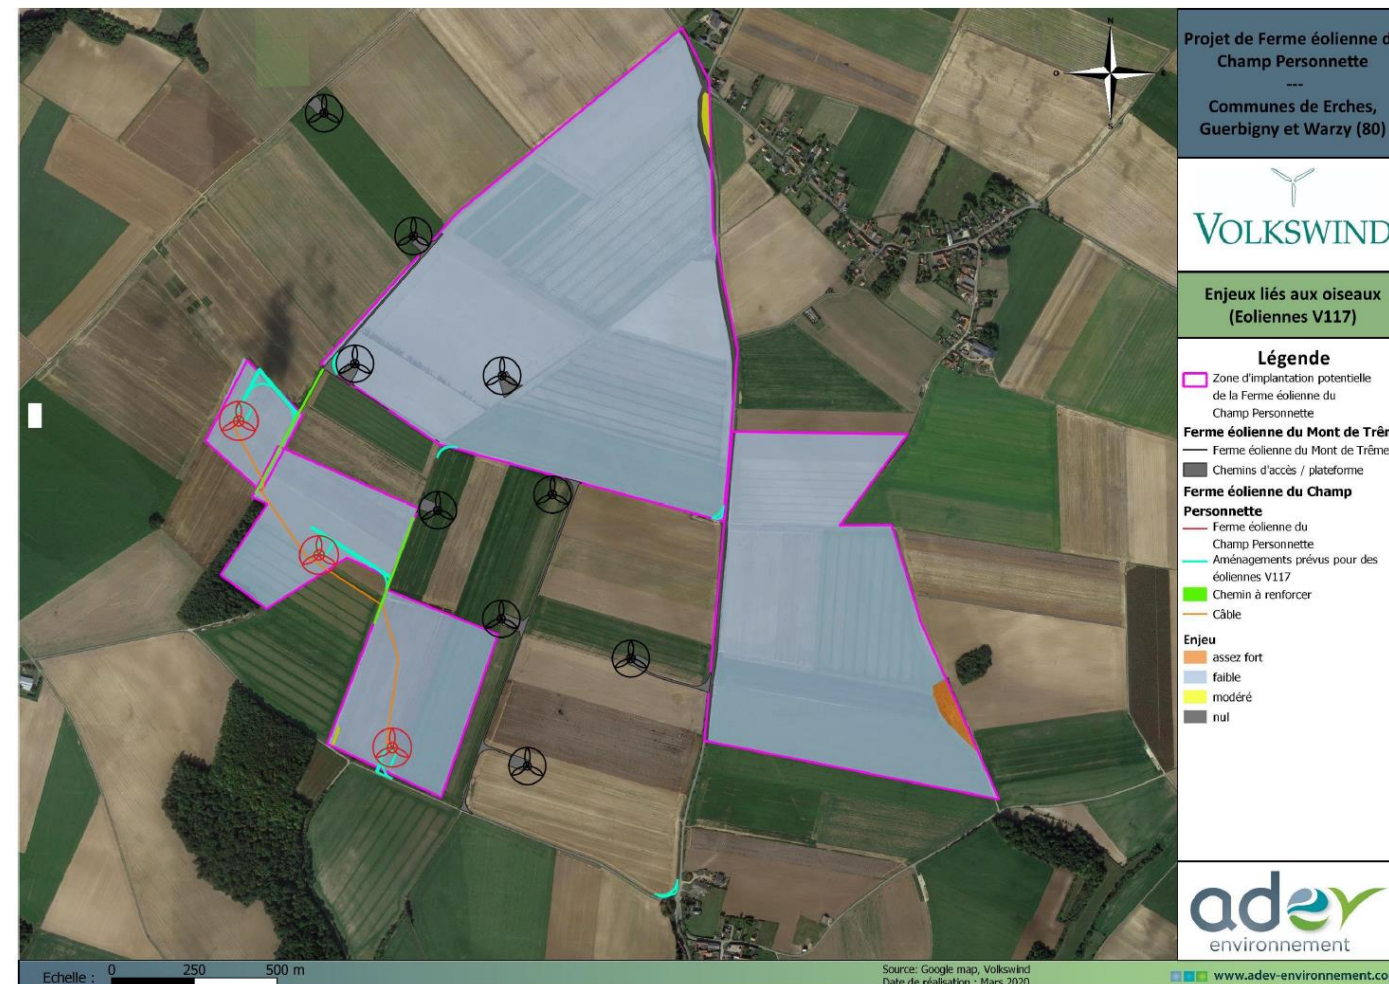 N
O
S
Projet de Ferme éolienne d
Champ Personnette
---
Communes de Erches,
Guerbigny et Warzy (80)
VOLKSWIND
Enjeux liés aux oiseaux
(Eoliennes V117)
Légende
Zone d'implantation potentielle
de la Ferme éolienne du
Champ Personnette
Ferme éolienne du Mont de Trêm
Ferme éolienne du Mont de Trême
Chemins d'accès / plateforme
Ferme éolienne du Champ
Personnette
Ferme éolienne du
Champ Personnette
Aménagements prévus pour des
éoliennes V117
Chemin à renforcer
Câble
Enjeu
assez fort
faible
modéré
nul
adev
environnement
Echelle : 0 250 500 m
Source: Google map, Volkswind
Date de réalisation : Mars 2020
www.adev-environnement.co